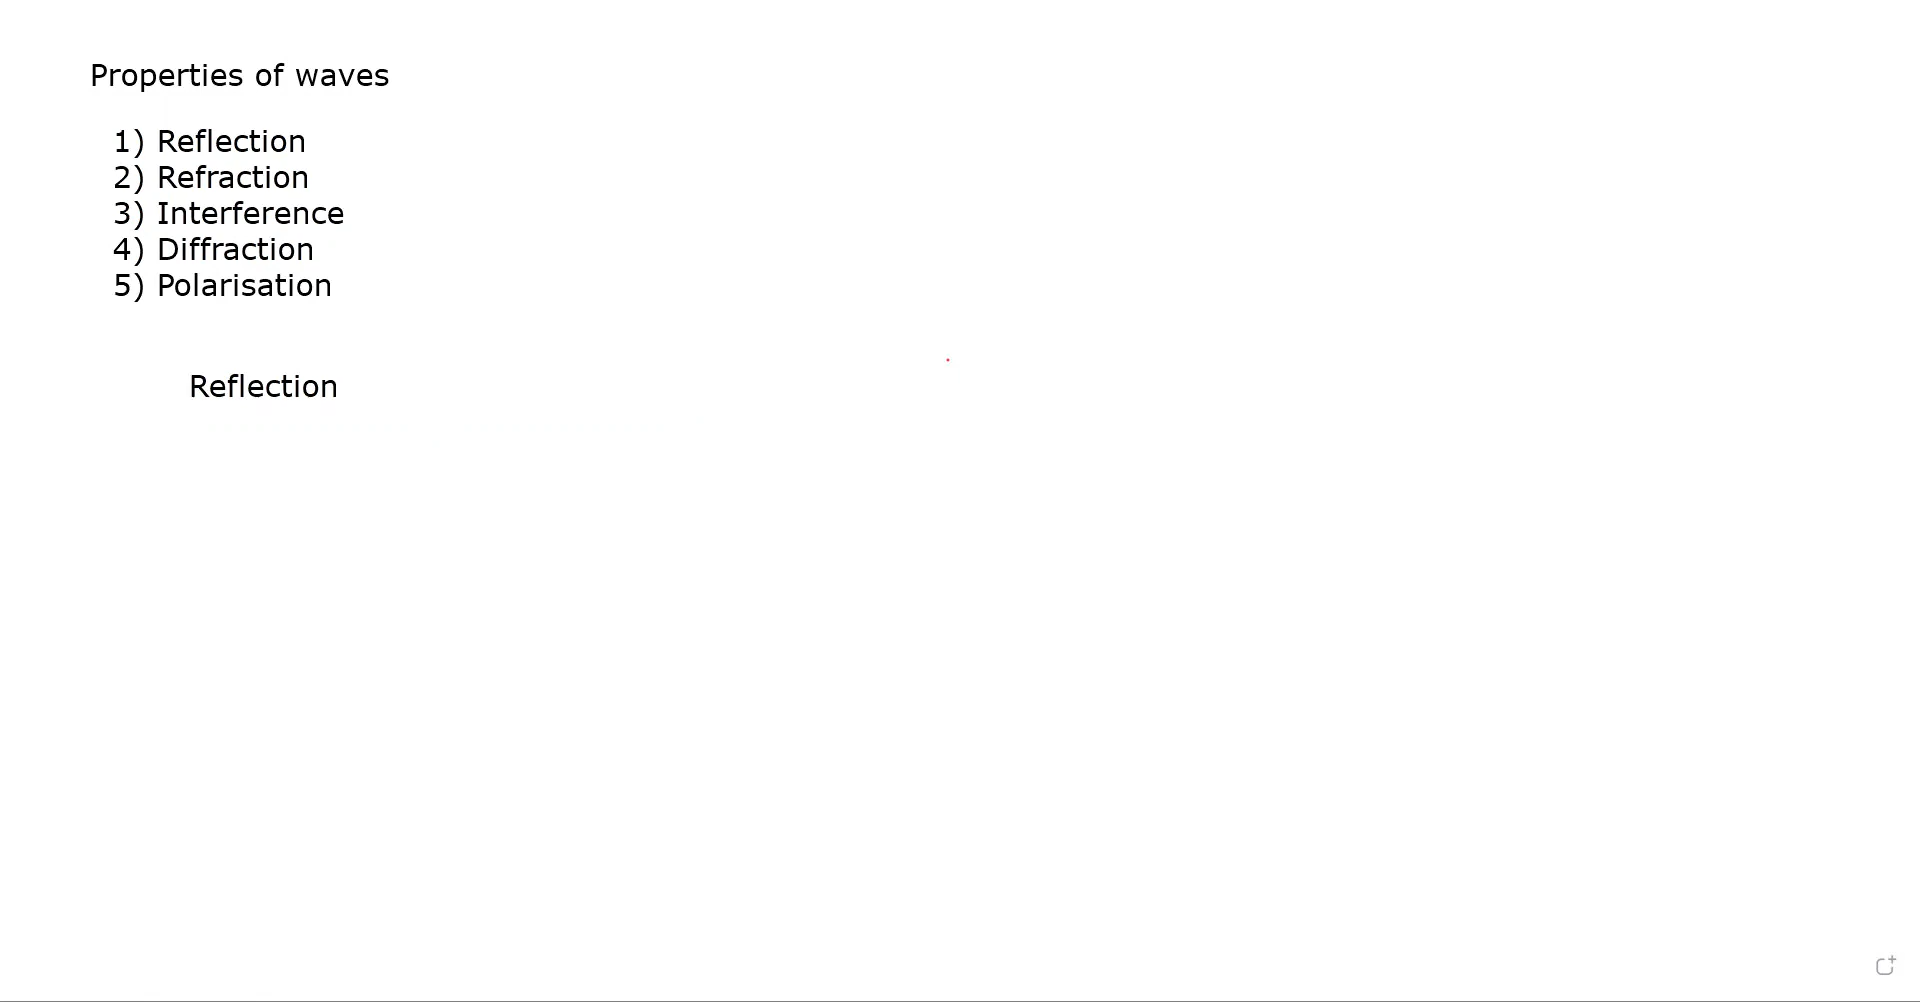 Properties of waves
1) Reflection
2) Refraction
3) Interference
4) Diffraction
5) Polarisation
Reflection